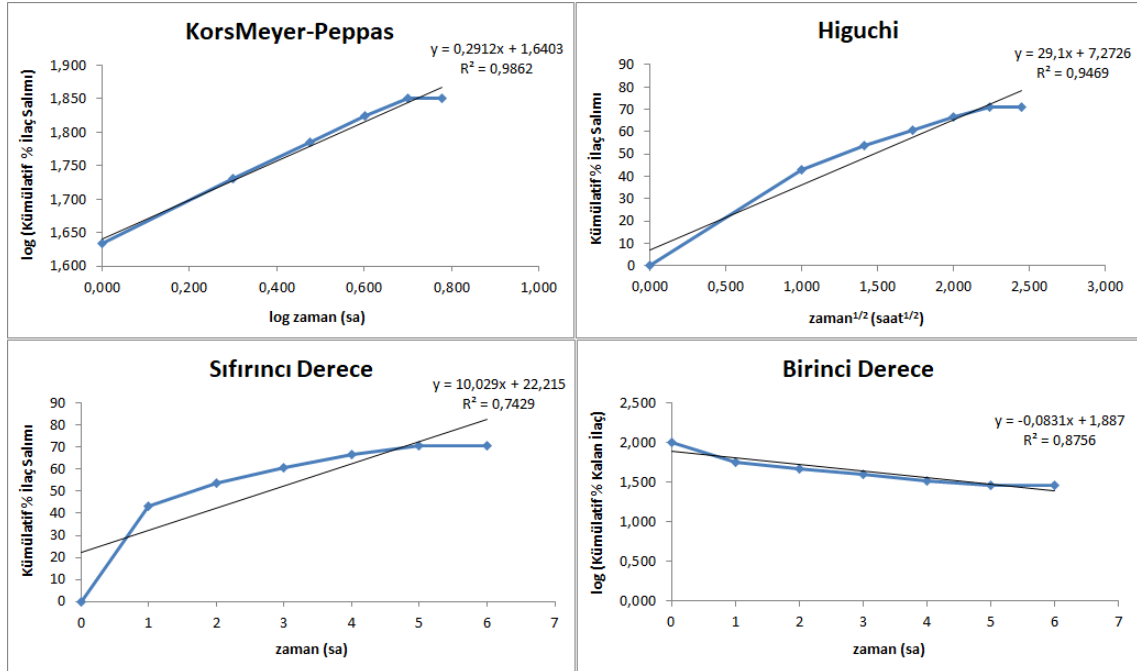 KorsMeyer-Peppas
y = 0,2912x + 1,6403
R² = 0,9862
log (Kümülatif % İlaç Salımı)
1,900
1,850
1,800
1,750
1,700
1,650
1,600
0,000 0,200 0,400 0,600 0,800 1,000
log zaman (sa)
Higuchi
y = 29,1x + 7,2726
R² = 0,9469
Kümülatif % İlaç Salımı
90
80
70
60
50
40
30
20
10
0
0,000 0,500 1,000 1,500 2,000 2,500 3,000
zaman¹/² (saat¹/²)
Sıfırıncı Derece
y = 10,029x + 22,215
R² = 0,7429
Kümülatif % İlaç Salımı
90
80
70
60
50
40
30
20
10
0
0 1 2 3 4 5 6 7
zaman (sa)
Birinci Derece
y = -0,0831x + 1,887
R² = 0,8756
log (Kümülatif % Kalan İlaç)
2,500
2,000
1,500
1,000
0,500
0,000
0 1 2 3 4 5 6 7
zaman (sa)